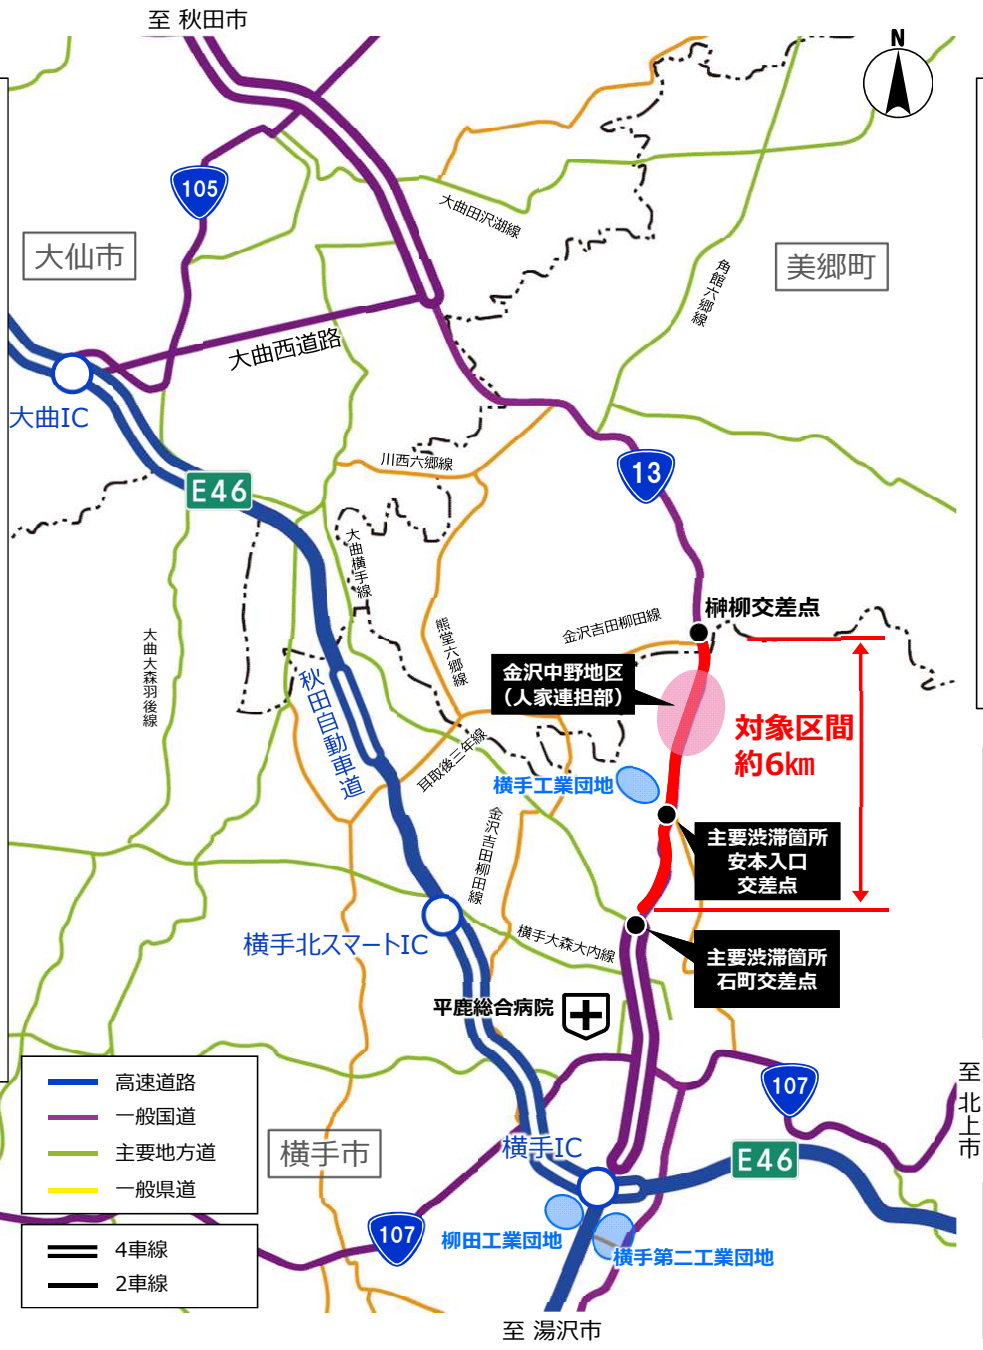 至 秋田市
N
105
大曲田沢湖線
大仙市
美郷町
角館六郷線
大曲西道路
大曲IC
川西六郷線
13
E46
大曲横手線
榊柳交差点
金沢吉田柳田線
熊堂六郷線
大曲大森羽後線
金沢中野地区
（人家連担部）
秋田自動車道
対象区間
約6㎞
耳取後三年線
横手工業団地
金沢吉田柳田線
主要渋滞箇所
安本入口
交差点
横手北スマートIC
横手大森大内線
主要渋滞箇所
石町交差点
平鹿総合病院
高速道路
一般国道
主要地方道
一般県道
4車線
2車線
107
至 北上市
横手市
横手IC
E46
107
柳田工業団地
横手第二工業団地
至 湯沢市